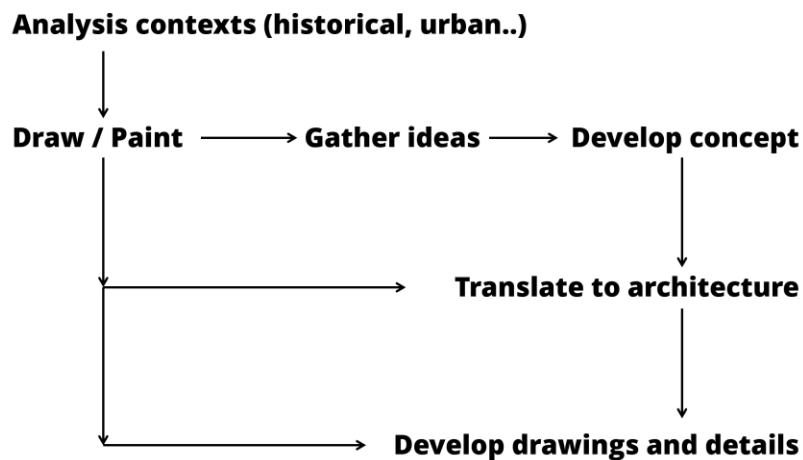 Analysis contexts (historical, urban..)
Draw / Paint
Gather ideas
Develop concept
Translate to architecture
Develop drawings and details